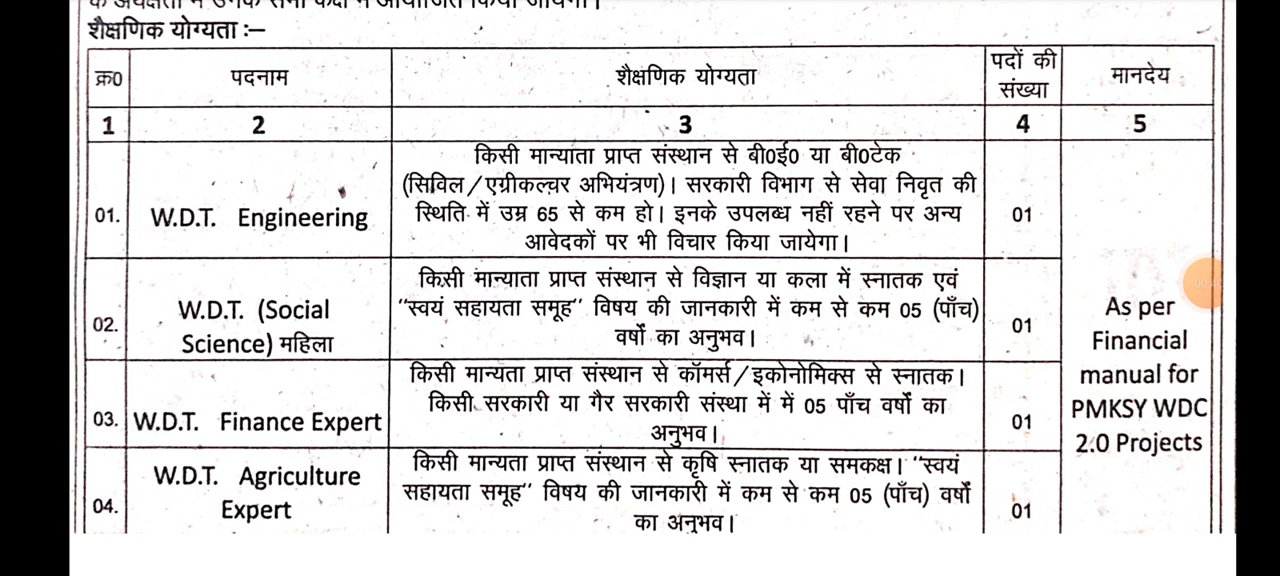 शैक्षणिक योग्यता :–
क्र0
पदनाम
शैक्षणिक योग्यता
पदों की
संख्या
मानदेय
1
2
3
4
5
01.
W.D.T. Engineering
किसी मान्याता प्राप्त संस्थान से बी0ई0 या बी0टेक
(सिविल/एग्रीकल्चर अभियंत्रण)। सरकारी विभाग से सेवा निवृत की
स्थिति में उम्र 65 से कम हो। इनके उपलब्ध नहीं रहने पर अन्य
आवेदकों पर भी विचार किया जायेगा।
01
02.
W.D.T. (Social
Science) महिला
किसी मान्याता प्राप्त संस्थान से विज्ञान या कला में स्नातक एवं
"स्वयं सहायता समूह" विषय की जानकारी में कम से कम 05 (पाँच)
वर्षों का अनुभव।
01
03.
W.D.T. Finance Expert
किसी मान्यता प्राप्त संस्थान से कॉमर्स/इकोनोमिक्स से स्नातक।
किसी सरकारी या गैर सरकारी संस्था में में 05 पाँच वर्षों का
अनुभव।
01
04.
W.D.T. Agriculture
Expert
किसी मान्यता प्राप्त संस्थान से कृषि स्नातक या समकक्ष। "स्वयं
सहायता समूह" विषय की जानकारी में कम से कम 05 (पाँच) वर्षों
का अनुभव।
01
As per
Financial
manual for
PMKSY WDC
2.0 Projects